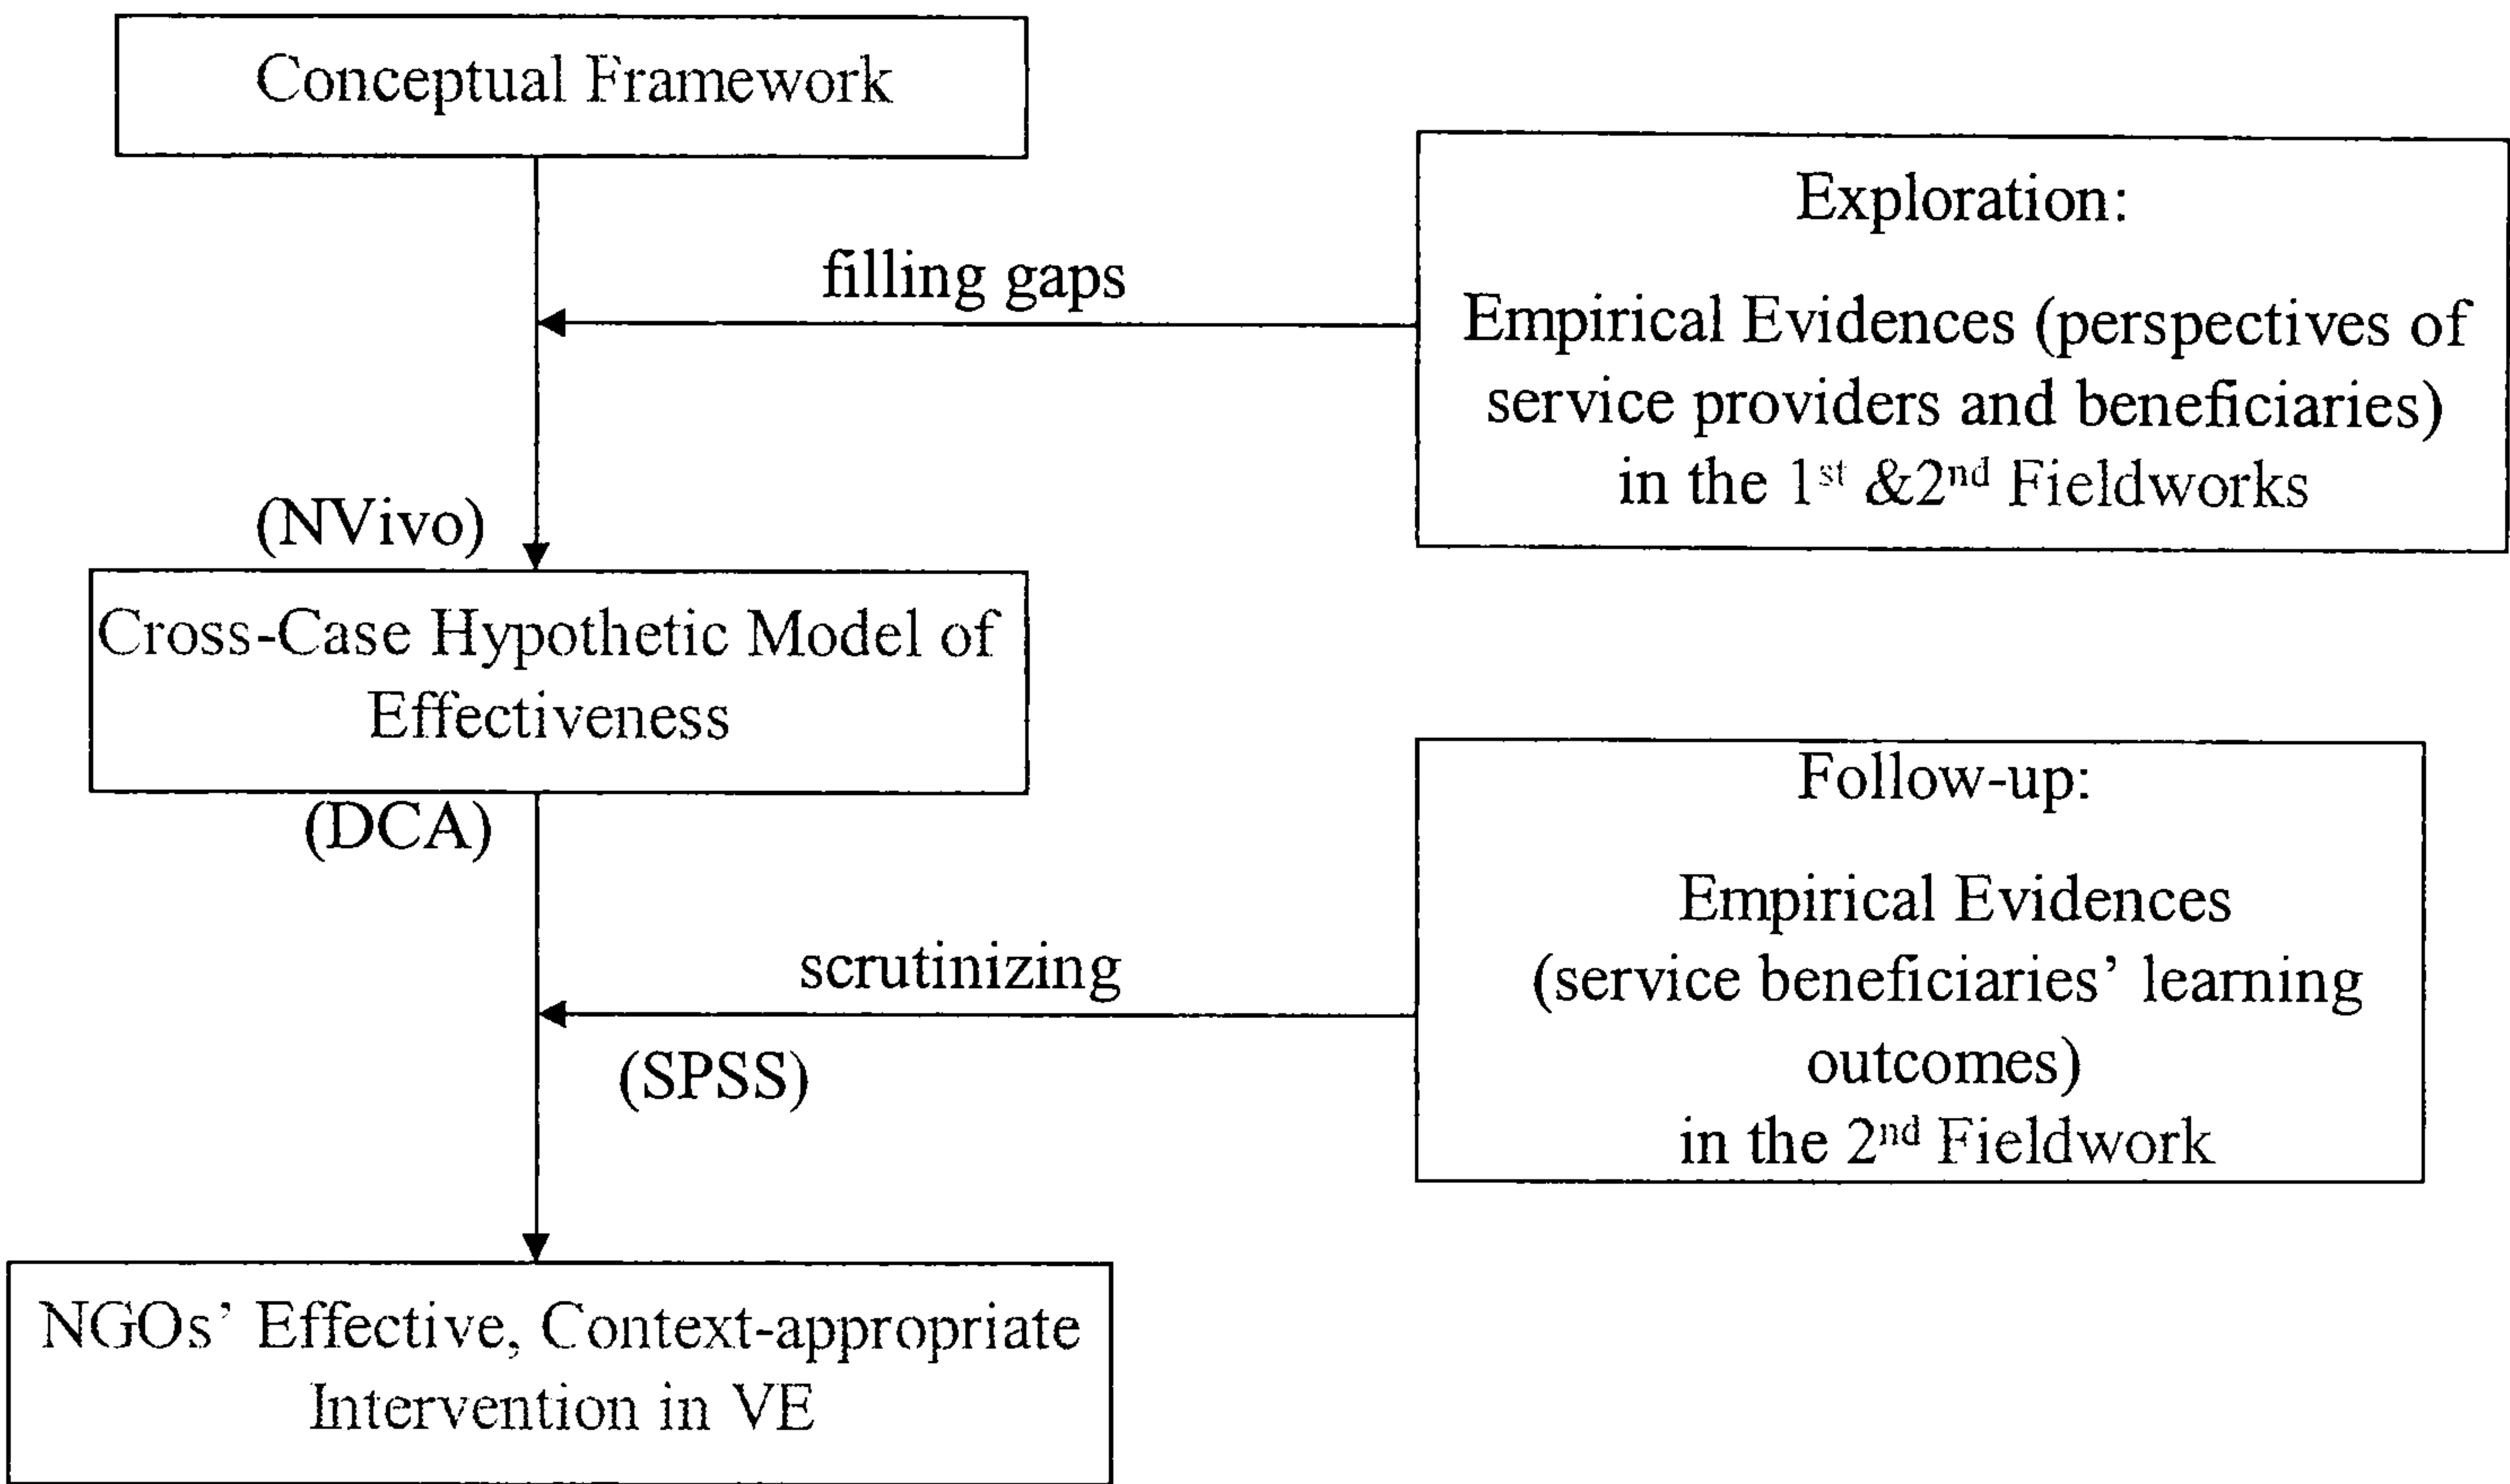 Conceptual Framework
Exploration:
Empirical Evidences (perspectives of
service providers and beneficiaries)
in the 1st &2nd Fieldworks
filling gaps
(NVivo)
Cross-Case Hypothetic Model of
Effectiveness
(DCA)
Follow-up:
Empirical Evidences
(service beneficiaries’ learning
outcomes)
in the 2nd Fieldwork
scrutinizing
(SPSS)
NGOs’ Effective, Context-appropriate
Intervention in VE